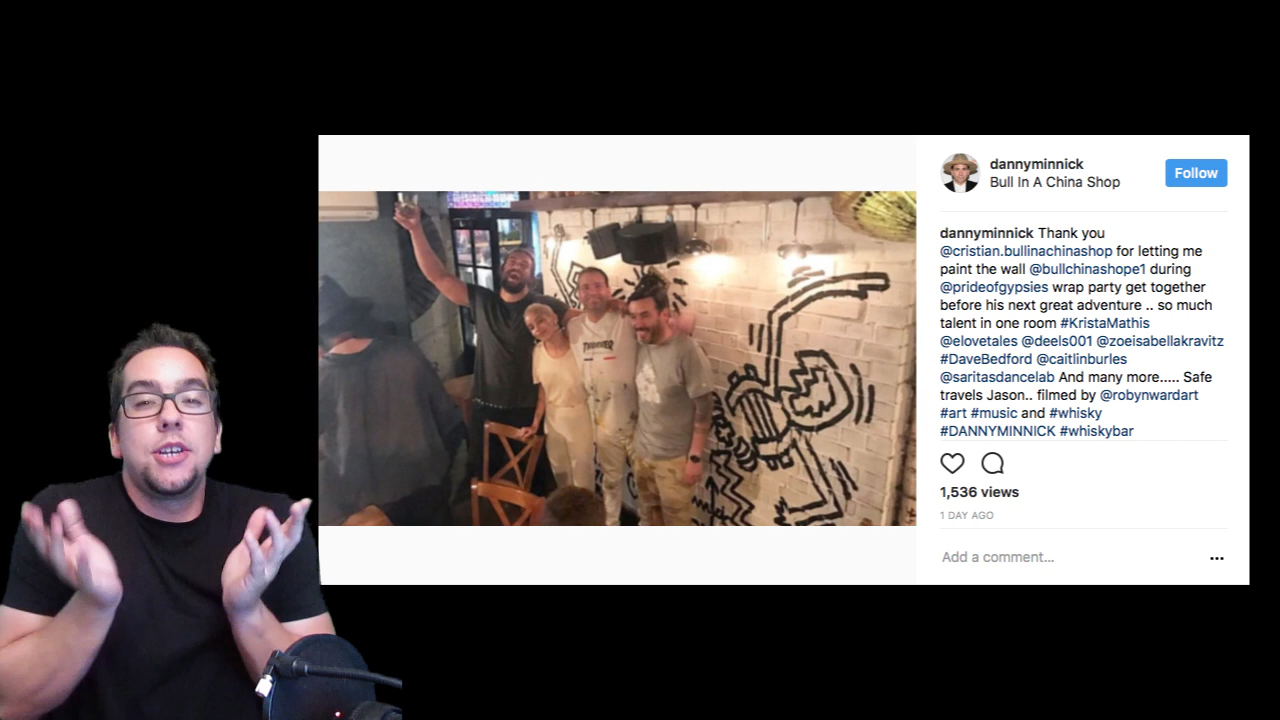 dannyminnick
Bull In A China Shop
Follow
dannyminnick Thank you
@cristian.bullinachinashop for letting me
paint the wall @bullchinashope1 during
@prideofgypsies wrap party get together
before his next great adventure .. so much
talent in one room #KristaMathis
@elovetales @deels001 @zoeisabellakravitz
#DaveBedford @caitlinburles
@saritasdancelab And many more..... Safe
travels Jason.. filmed by @robynwardart
#art #music and #whisky
#DANNYMINNICK #whiskybar
1,536 views
1 DAY AGO
Add a comment...
THRASHER